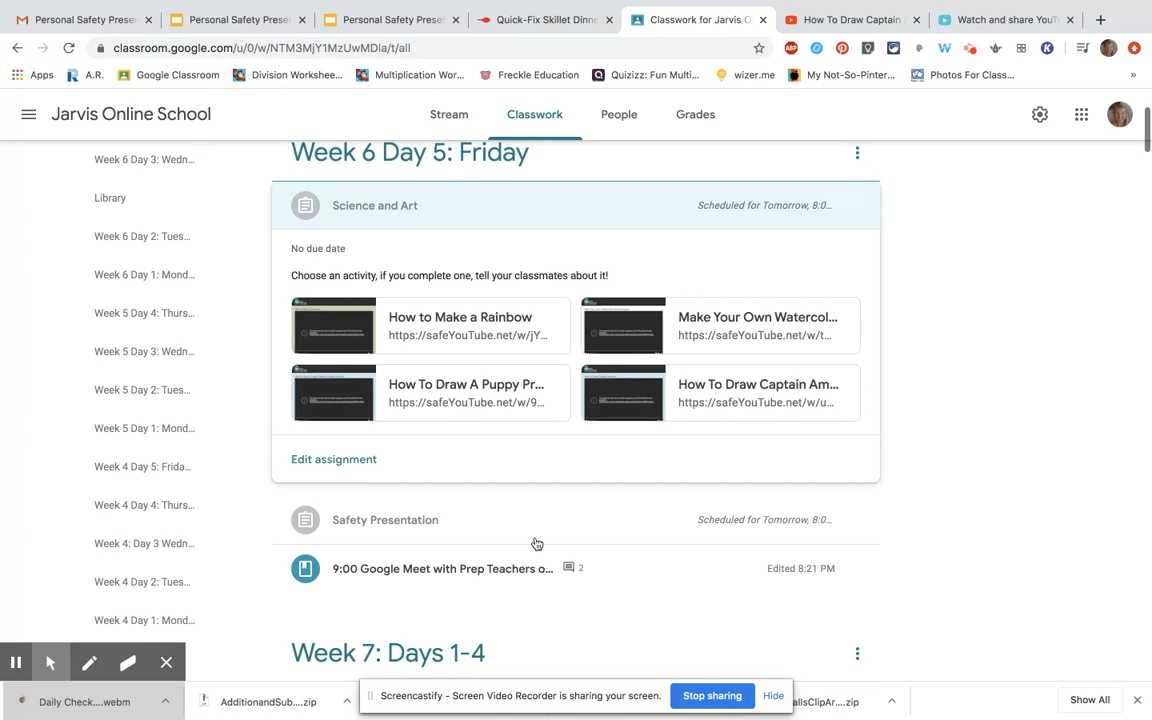 Personal Safety Preser
Personal Safety Prese
Personal Safety Prese
Quick-Fix Skillet Dinne
Classwork for Jarvis O
How To Draw Captain
Watch and share YouT
classroom.google.com/u/0/w/NTM3MjY1MzUwMDla/t/all
Apps
A.R.
Google Classroom
Division Workshee...
Multiplication Wor...
Freckle Education
Quizizz: Fun Multi...
wizer.me
My Not-So-Pinter...
Photos For Class...
Jarvis Online School
Stream
Classwork
People
Grades
Week 6 Day 3: Wedn...
Library
Week 6 Day 2: Tues...
Week 6 Day 1: Mond...
Week 5 Day 4: Thurs...
Week 5 Day 3: Wedn...
Week 5 Day 2: Tues...
Week 5 Day 1: Mond...
Week 4 Day 5: Frida...
Week 4 Day 4: Thurs...
Week 4: Day 3 Wedn...
Week 4 Day 2: Tues...
Week 4 Day 1: Mond...
Week 6 Day 5: Friday
Science and Art
Scheduled for Tomorrow, 8:0...
No due date
Choose an activity, if you complete one, tell your classmates about it!
How to Make a Rainbow
https://safeYouTube.net/w/jY...
Make Your Own Watercol...
https://safeYouTube.net/w/t...
How To Draw A Puppy Pr...
https://safeYouTube.net/w/9...
How To Draw Captain Am...
https://safeYouTube.net/w/u...
Edit assignment
Safety Presentation
Scheduled for Tomorrow, 8:0...
9:00 Google Meet with Prep Teachers o...
2
Edited 8:21 PM
Week 7: Days 1-4
Screencastify - Screen Video Recorder is sharing your screen.
Stop sharing
Hide
Daily Check....webm
AdditionandSub....zip
allsClipAr....zip
Show All